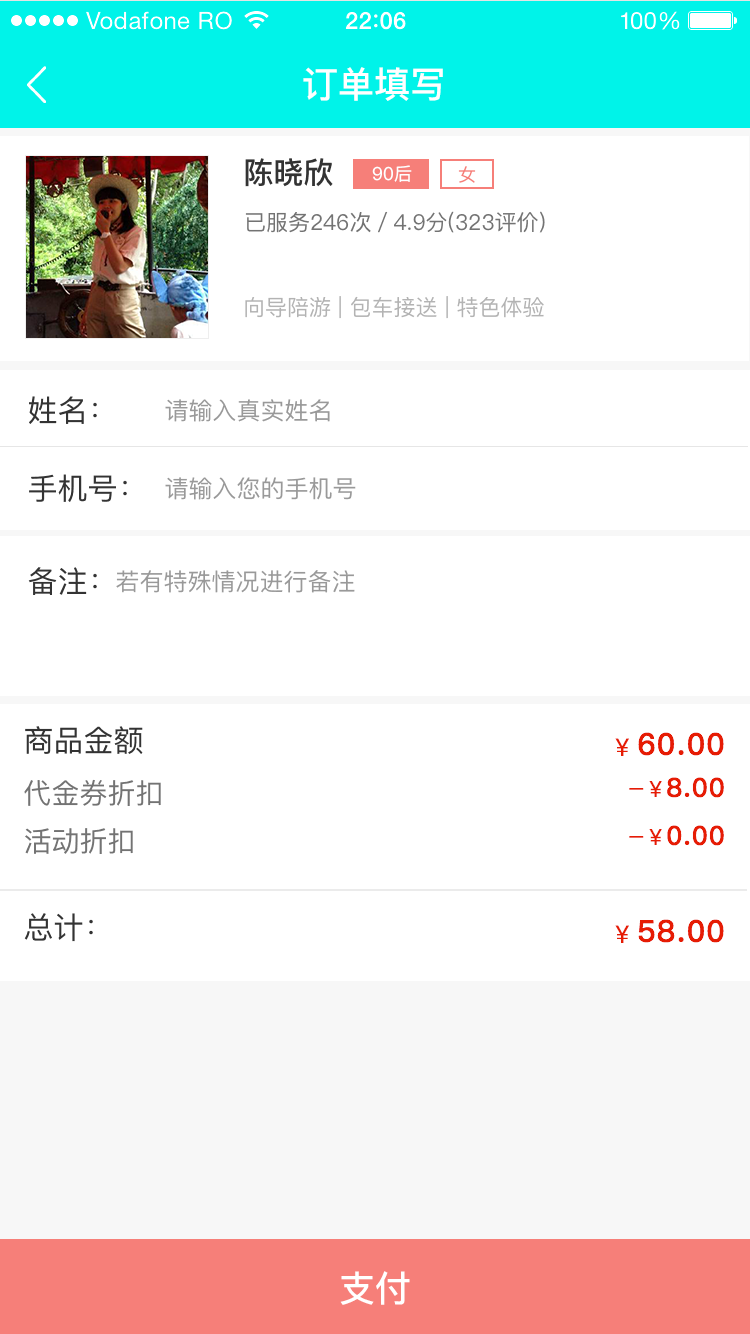 Vodafone RO 22:06 100%
订单填写
陈晓欣 90后 女
已服务246次 / 4.9分(323评价)
向导陪游 | 包车接送 | 特色体验
姓名： 请输入真实姓名
手机号： 请输入您的手机号
备注： 若有特殊情况进行备注
商品金额 ¥ 60.00
代金券折扣 –¥8.00
活动折扣 –¥0.00
总计： ¥ 58.00
支付